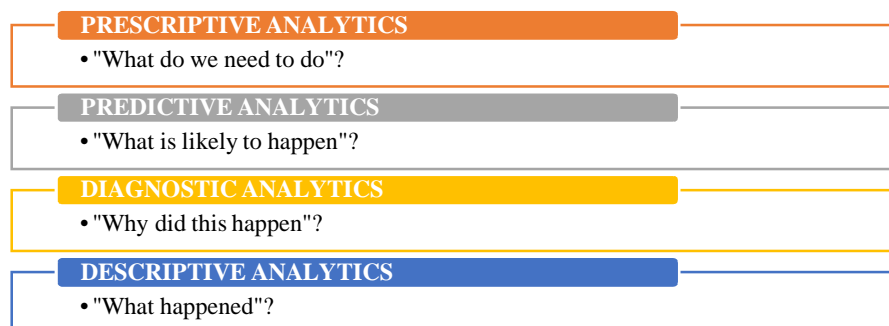 PRESCRIPTIVE ANALYTICS
• "What do we need to do"?
PREDICTIVE ANALYTICS
• "What is likely to happen"?
DIAGNOSTIC ANALYTICS
• "Why did this happen"?
DESCRIPTIVE ANALYTICS
• "What happened"?